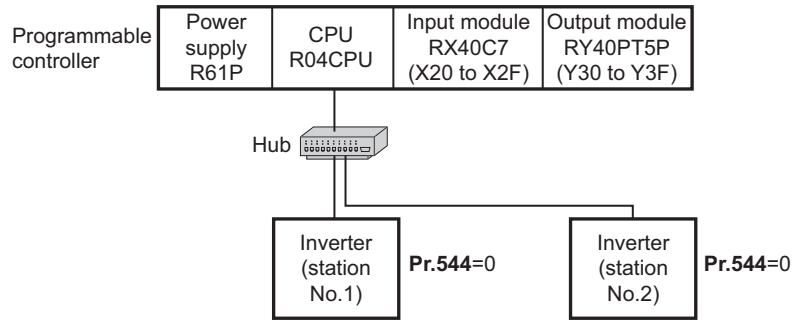 Programmable
controller
Power
supply
R61P
CPU
R04CPU
Input module
RX40C7
(X20 to X2F)
Output module
RY40PT5P
(Y30 to Y3F)
Hub
Inverter
(station
No.1)
Pr.544=0
Inverter
(station
No.2)
Pr.544=0